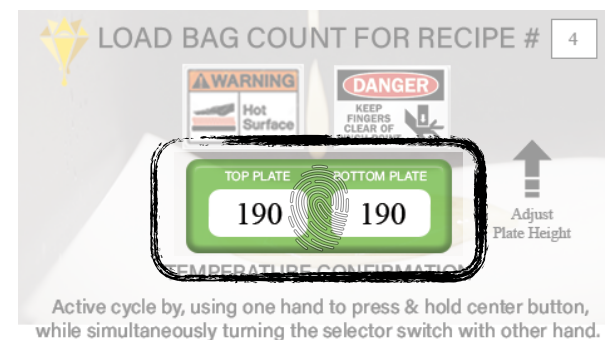 LOAD BAG COUNT FOR RECIPE # 4
WARNING
Hot
Surface
DANGER
KEEP
FINGERS
CLEAR OF
TOP PLATE BOTTOM PLATE
190 190
Adjust
Plate Height
TEMPERATURE CONFIRMATION
Active cycle by, using one hand to press & hold center button,
while simultaneously turning the selector switch with other hand.